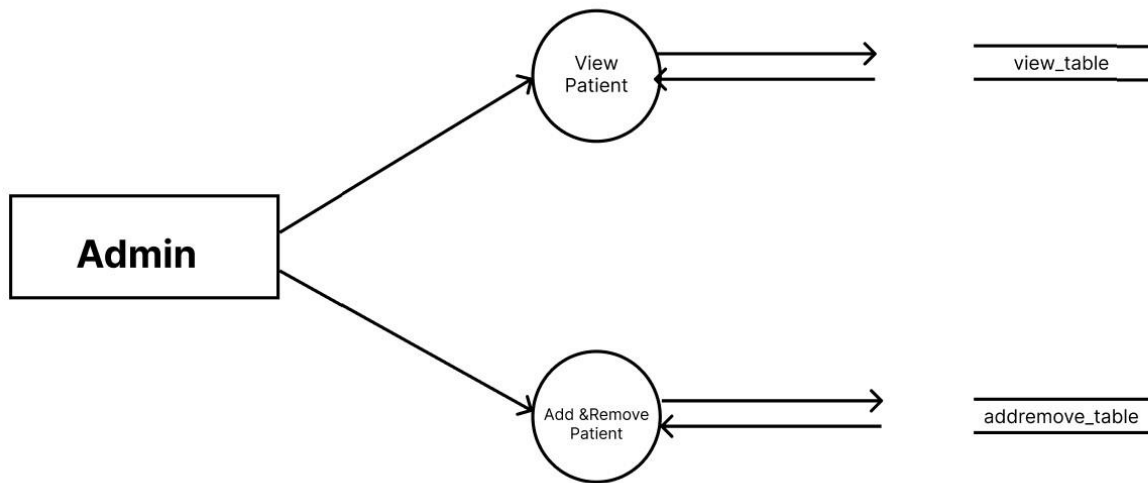 View
Patient
view_table
Admin
Add &Remove
Patient
addremove_table